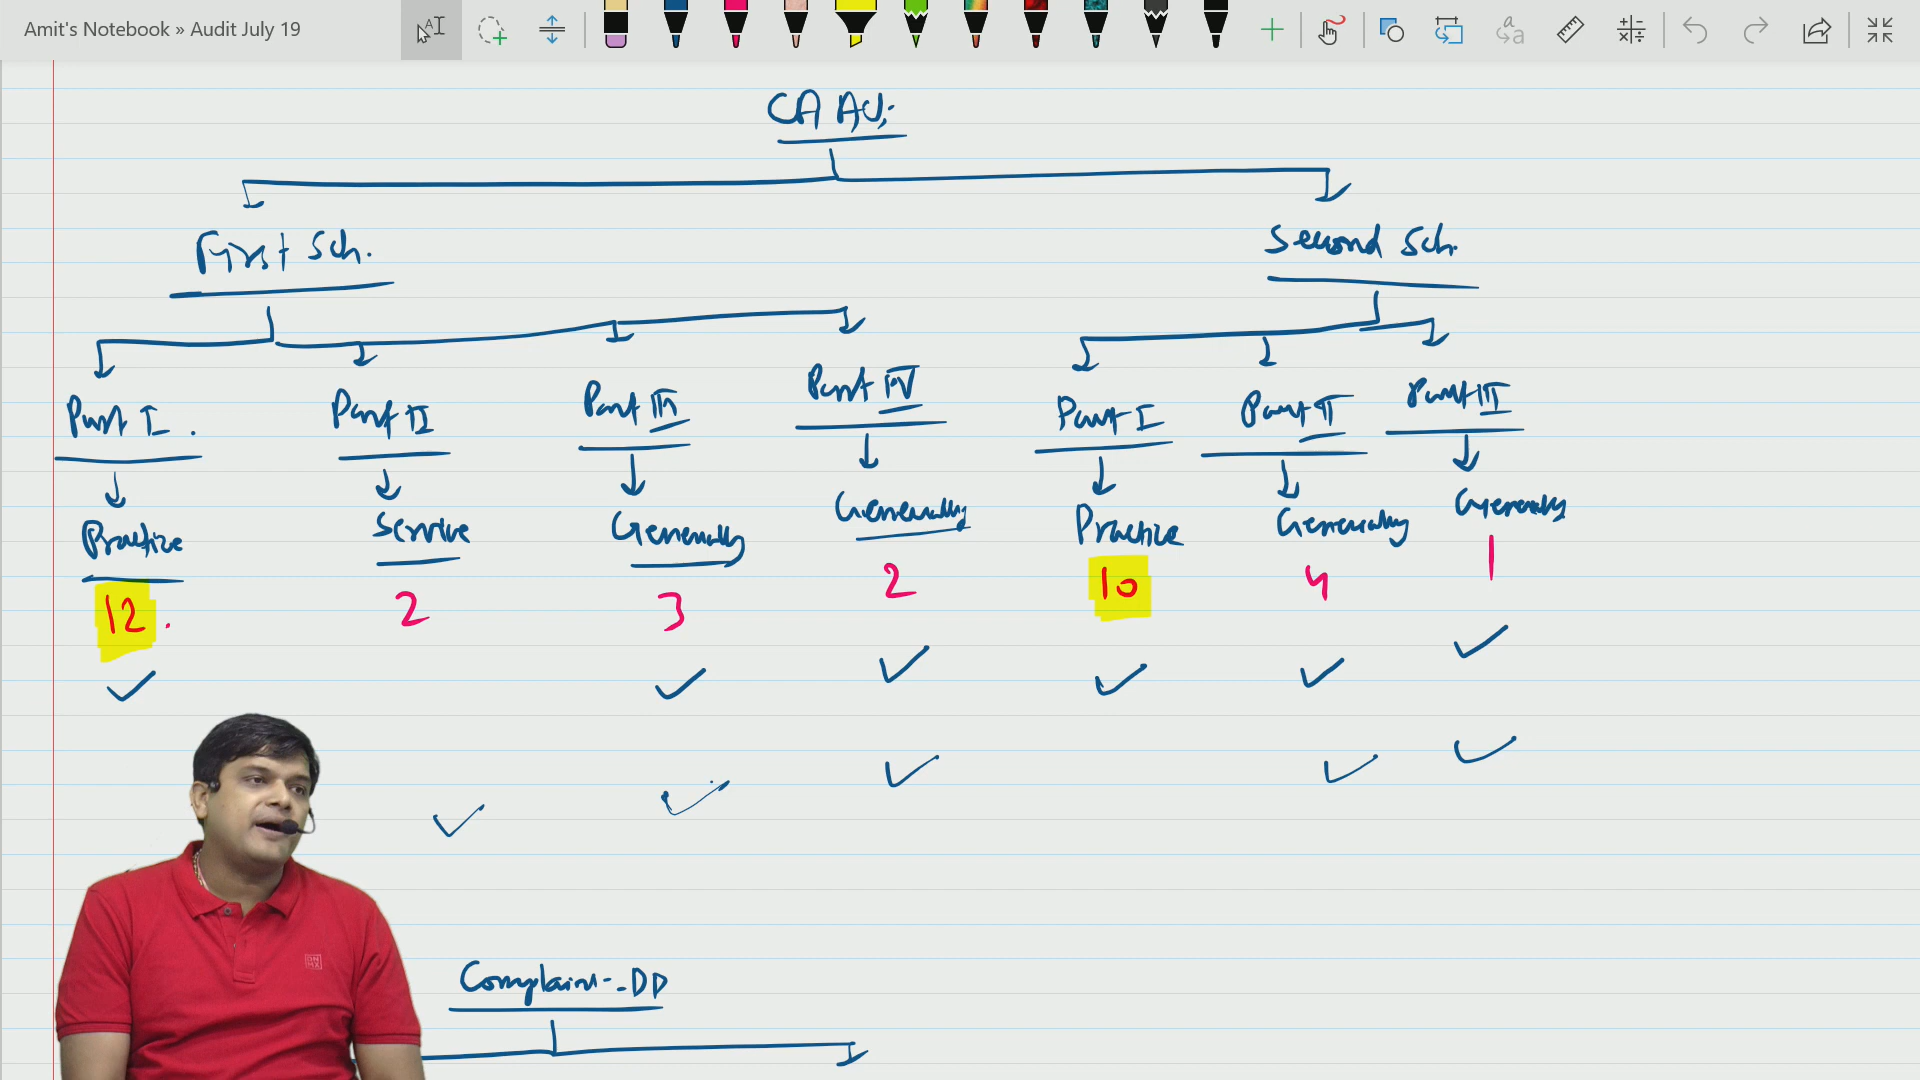 Amit's Notebook » Audit July 19
CA Act
First Sch.
Second Sch.
Part I.
Part II
Part III
Part IV
Part I
Part II
Part III
Practice
Service
Generally
Generally
Practice
Generally
Generally
12.
2
3
2
10
4
1
Complaint-DD